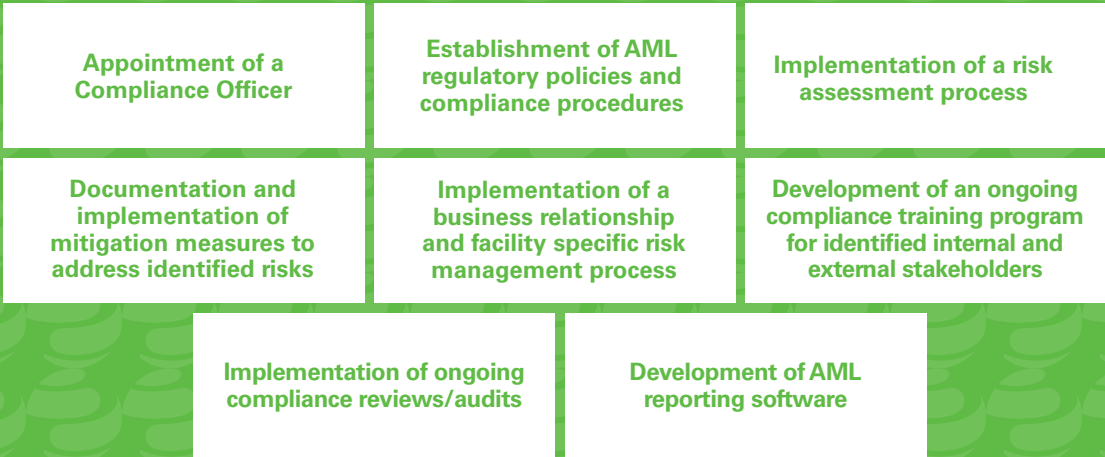 Appointment of a
Compliance Officer
Establishment of AML
regulatory policies and
compliance procedures
Implementation of a risk
assessment process
Documentation and
implementation of
mitigation measures to
address identified risks
Implementation of a
business relationship
and facility specific risk
management process
Development of an ongoing
compliance training program
for identified internal and
external stakeholders
Implementation of ongoing
compliance reviews/audits
Development of AML
reporting software